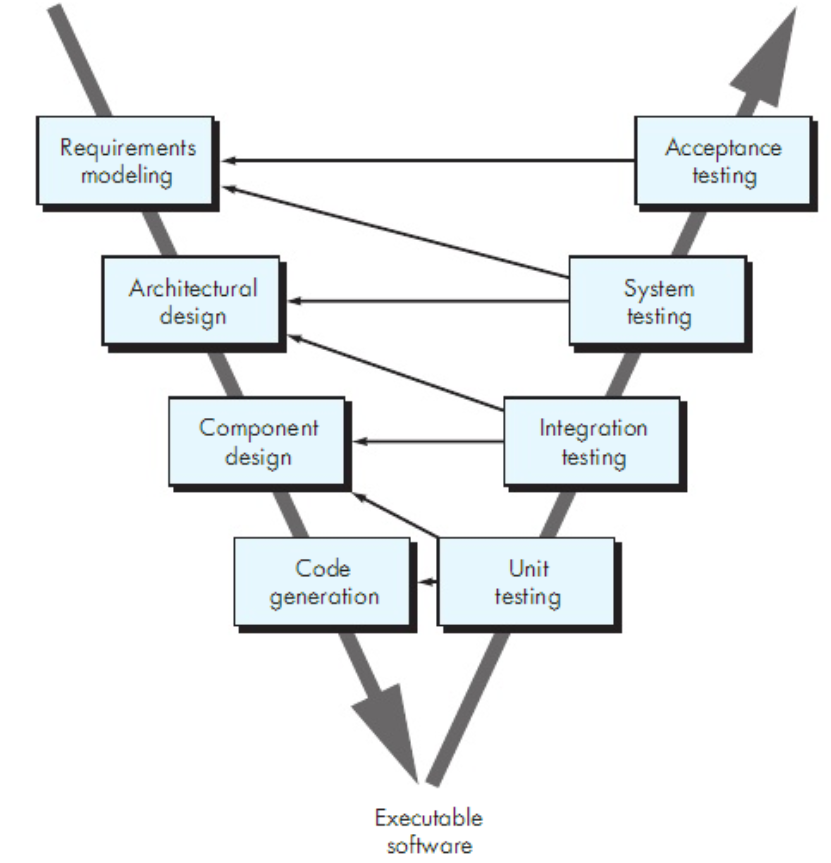 Requirements
modeling
Acceptance
testing
Architectural
design
System
testing
Component
design
Integration
testing
Code
generation
Unit
testing
Executable
software